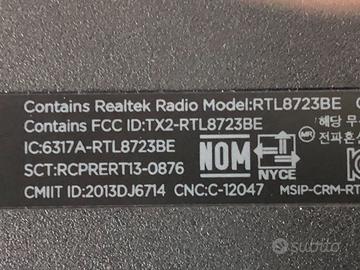 Contains Realtek Radio Model:RTL8723BE
Contains FCC ID:TX2-RTL8723BE
IC:6317A-RTL8723BE
SCT:RCPRERT13-0876
CMIIT ID:2013DJ6714 CNC:C-12047
NOM
NYCE
MR
해당 무
전파혼신
MSIP-CRM-RT
subito